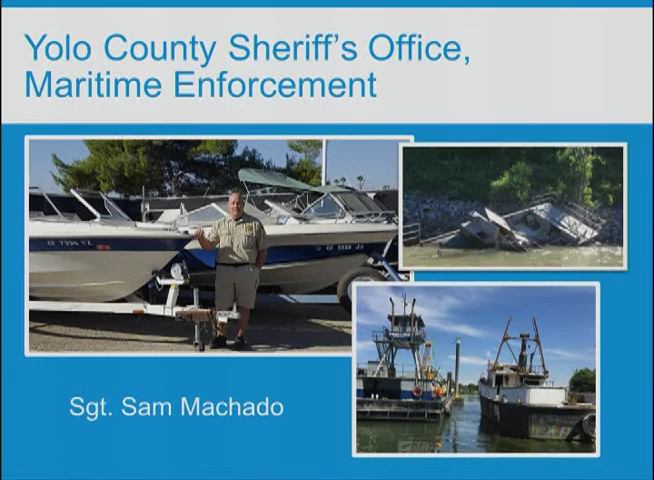 Yolo County Sheriff's Office,
Maritime Enforcement
Sgt. Sam Machado